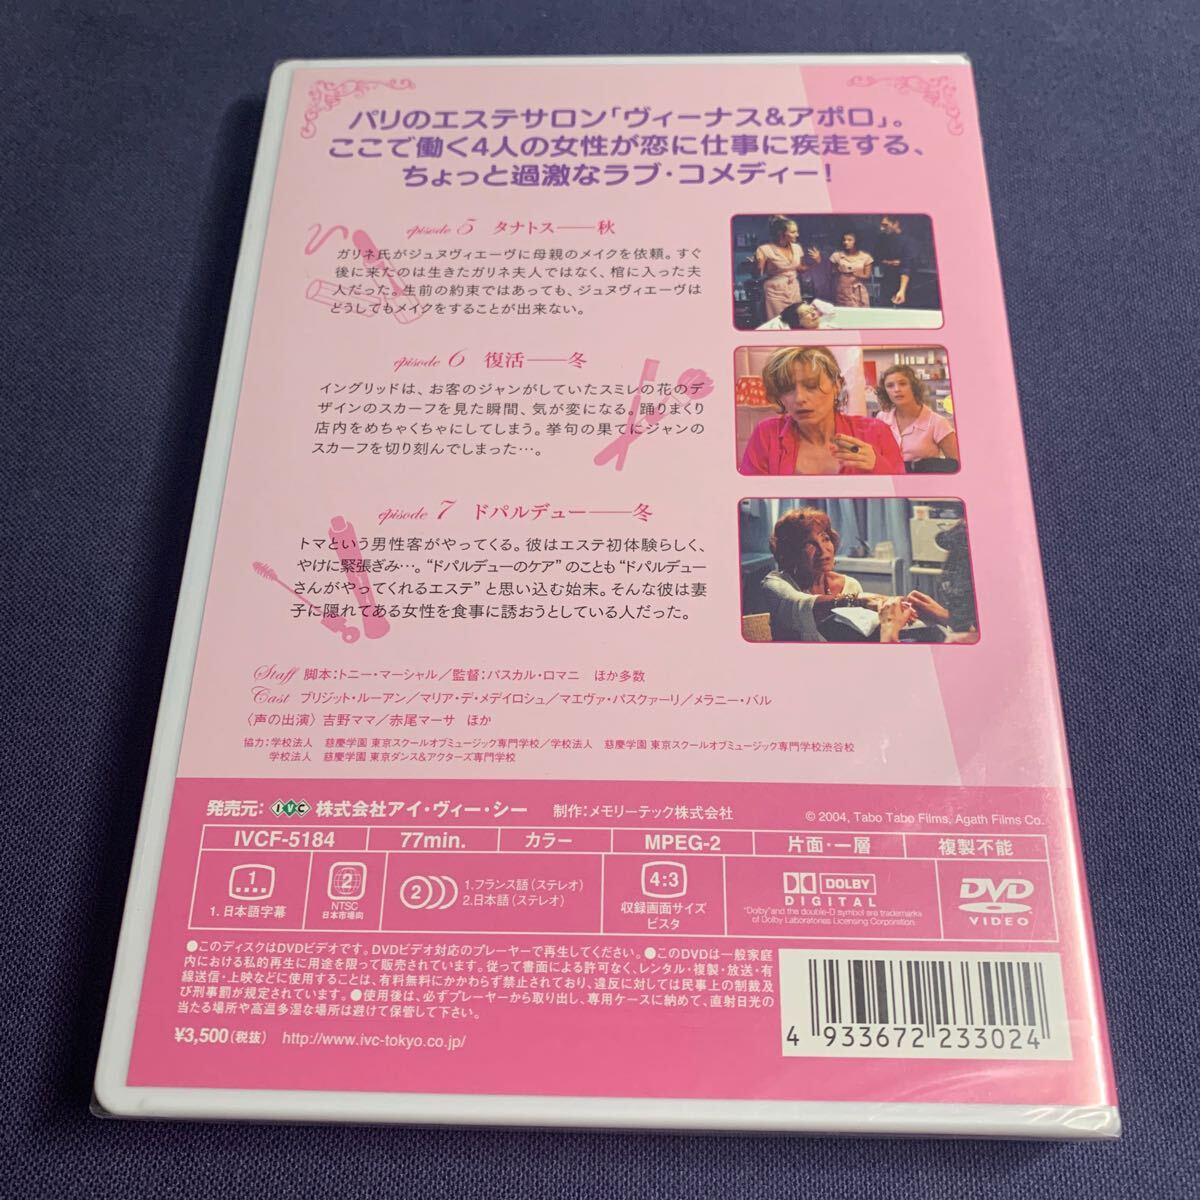 パリのエステサロン「ヴィーナス&アポロ」。
ここで働く4人の女性が恋に仕事に疾走する、
ちょっと過激なラブ・コメディー!
episode 5 タナトス——秋
ガリネ氏がジュヌヴィエーヴに母親のメイクを依頼。すぐ
後に来たのは生きたガリネ夫人ではなく、棺に入った夫
人だった。生前の約束ではあっても、ジュヌヴィエーヴは
どうしてもメイクをすることが出来ない。
episode 6 復活——冬
イングリッドは、お客のジャンがしていたスミレの花のデ
ザインのスカーフを見た瞬間、気が変になる。踊りまくり
店内をめちゃくちゃにしてしまう。挙句の果てにジャンの
スカーフを切り刻んでしまった…。
episode 7 ドパルデュー——冬
トマという男性客がやってくる。彼はエステ初体験らしく、
やけに緊張ぎみ…。“ドパルデューのケア”のことも“ドパルデュー
さんがやってくれるエステ”と思い込む始末。そんな彼は妻
子に隠れてある女性を食事に誘おうとしている人だった。
Staff 脚本:トニー・マーシャル/監督:パスカル・ロマニ ほか多数
Cast ブリジット・ルーアン/マリア・デ・メデイロシュ/マエヴァ・パスクァーリ/メラニー・バル
〈声の出演〉吉野ママ/赤尾マーサ ほか
協力:学校法人 慈慶学園 東京スクールオブミュージック専門学校/学校法人 慈慶学園 東京スクールオブミュージック専門学校渋谷校
学校法人 慈慶学園 東京ダンス&アクターズ専門学校
発売元: IVC 株式会社アイ・ヴィー・シー 制作:メモリーテック株式会社
© 2004, Tabo Tabo Films, Agath Films Co.
IVCF-5184 77min. カラー MPEG-2 片面・一層 複製不能
1 2 2 4:3 DOLBY DVD
1.フランス語(ステレオ)
2.日本語(ステレオ)
DIGITAL VIDEO
1.日本語字幕 NTSC 日本市場向 収録画面サイズ ビスタ
"Dolby"and the double-D symbol are trademarks
of Dolby Laboratories Licensing Corporation.
●このディスクはDVDビデオです。DVDビデオ対応のプレーヤーで再生してください。●このDVDは一般家庭
内における私的再生に用途を限って販売されています。従って書面による許可なく、レンタル・複製・放送・有
線送信・上映などに使用することは、有料無料にかかわらず禁止されており、違反に対しては民事上の制裁及
び刑事罰が規定されています。●使用後は、必ずプレーヤーから取り出し、専用ケースに納めて、直射日光の
当たる場所や高温多湿な場所は避けて保管して下さい。
¥3,500(税抜) http://www.ivc-tokyo.co.jp/
4 933672 233024